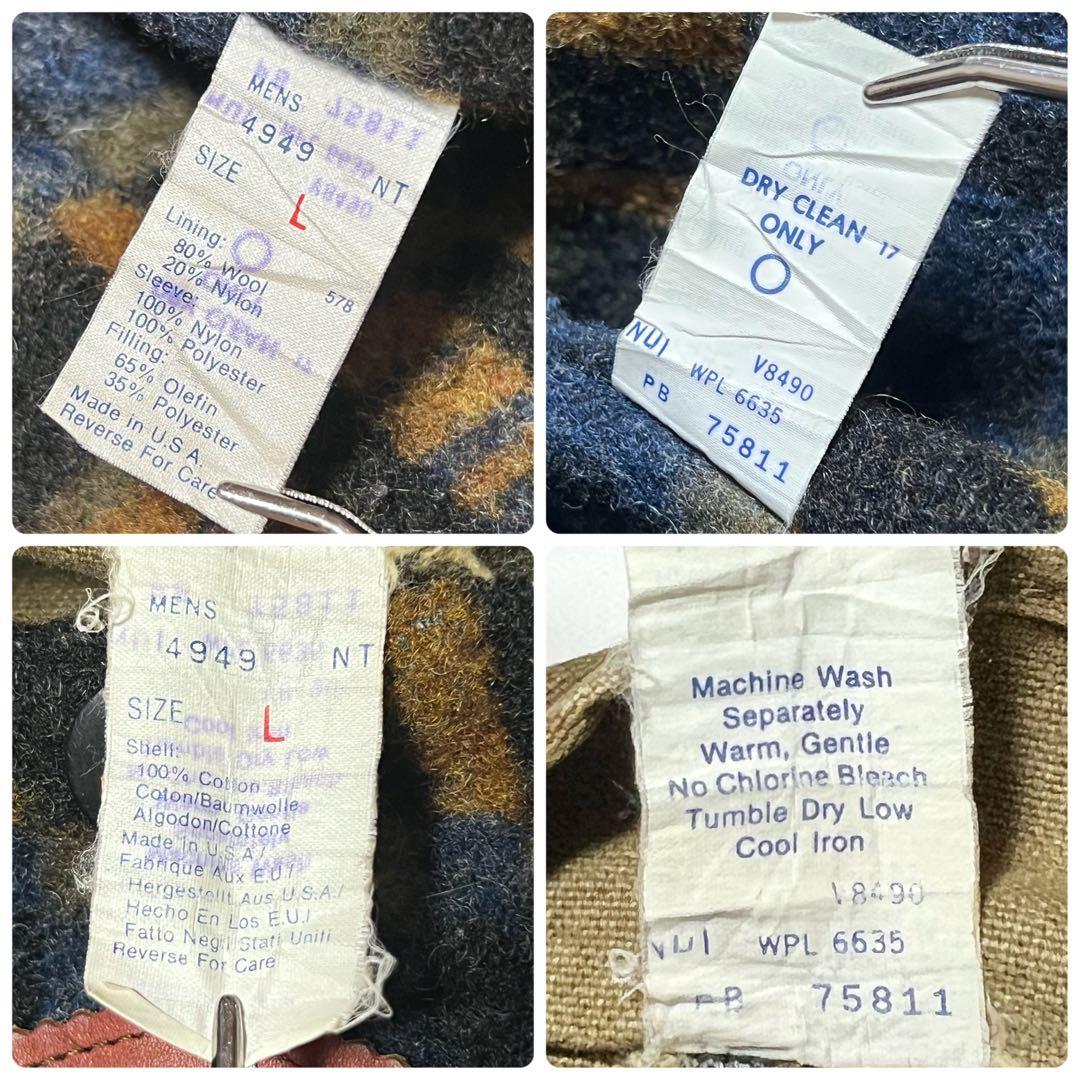 MENS
4949 NT
SIZE L
Lining:
80% Wool
20% Nylon 578
Sleeve:
100% Nylon
100% Polyester
Filling:
65% Olefin
35% Polyester
Made in U.S.A.
Reverse For Care
DRY CLEAN 17
ONLY
V8490
WPL 6635
PB 75811
MENS
4949 NT
SIZE L
Shell:
100% Cotton
Coton/Baumwolle
Algodon/Cottone
Made in U.S.A/
Fabrique Aux E.U/
Hergestellt Aus U.S.A/
Hecho En Los E.U.I
Fatto Negli Stati Uniti
Reverse For Care
Machine Wash
Separately
Warm, Gentle
No Chlorine Bleach
Tumble Dry Low
Cool Iron
V8490
WPL 6635
PB 75811